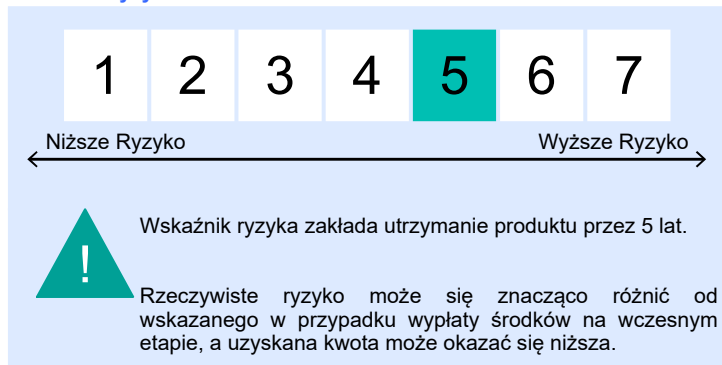 1 2 3 4 5 6 7
Niższe Ryzyko Wyższe Ryzyko
Wskaźnik ryzyka zakłada utrzymanie produktu przez 5 lat.
!
Rzeczywiste ryzyko może się znacząco różnić od
wskazanego w przypadku wypłaty środków na wczesnym
etapie, a uzyskana kwota może okazać się niższa.